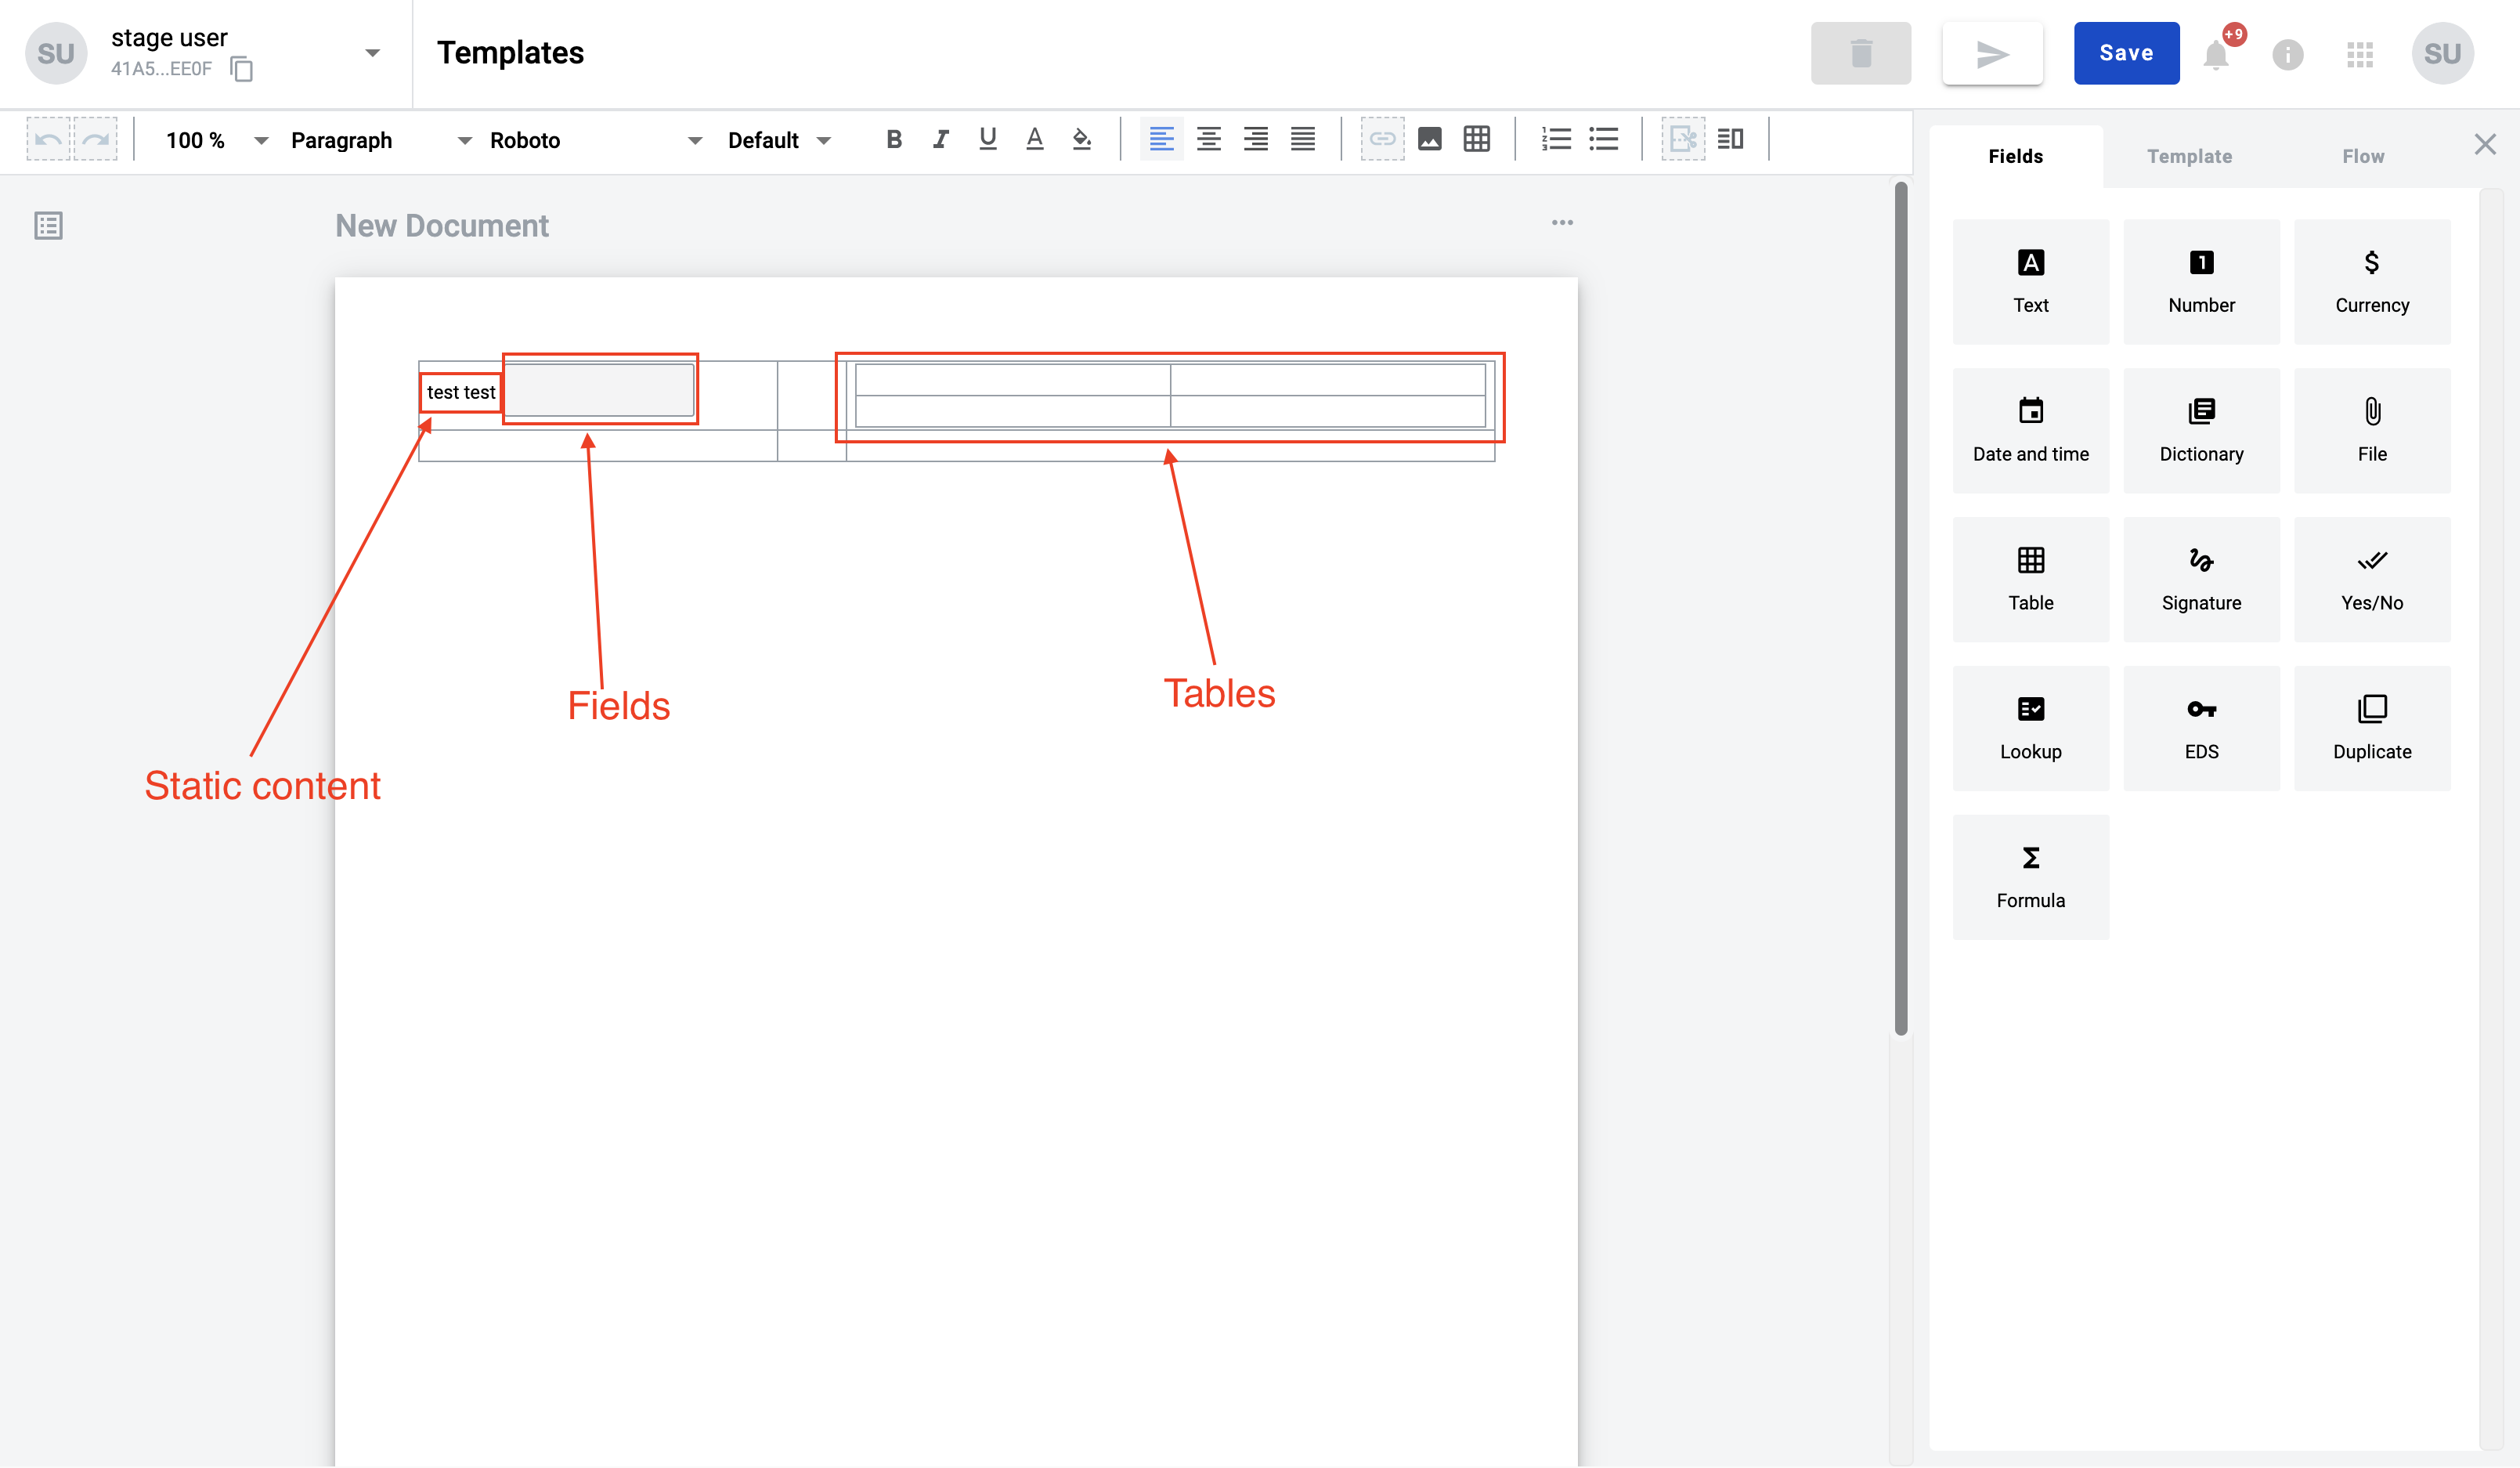 SU
stage user
41A5...EE0F
Templates
Save
+9
SU
100 %
Paragraph
Roboto
Default
B
I
U
A
Fields
Template
Flow
New Document
test test
Static content
Fields
Tables
A
Text
1
Number
$
Currency
Date and time
Dictionary
File
Table
Signature
Yes/No
Lookup
EDS
Duplicate
Σ
Formula